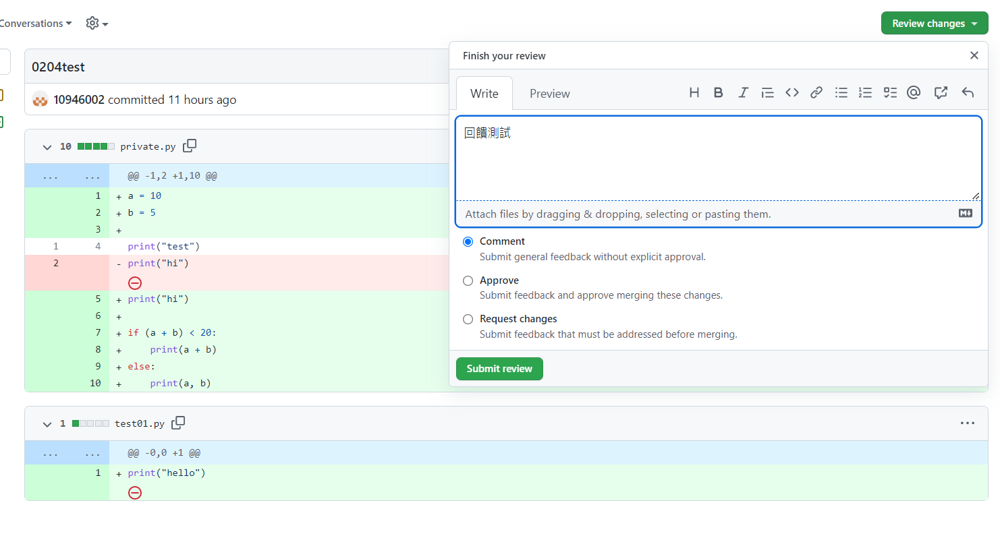 Conversations
Review changes
Finish your review
Write
Preview
回饋測試
Attach files by dragging & dropping, selecting or pasting them.
Comment
Submit general feedback without explicit approval.
Approve
Submit feedback and approve merging these changes.
Request changes
Submit feedback that must be addressed before merging.
Submit review
0204test
10946002 committed 11 hours ago
10 private.py
... ... @@ -1,2 +1,10 @@
1 + a = 10
2 + b = 5
3 +
1 4 print("test")
2 - print("hi")
5 + print("hi")
6 +
7 + if (a + b) < 20:
8 + print(a + b)
9 + else:
10 + print(a, b)
1 test01.py
... ... @@ -0,0 +1 @@
1 + print("hello")